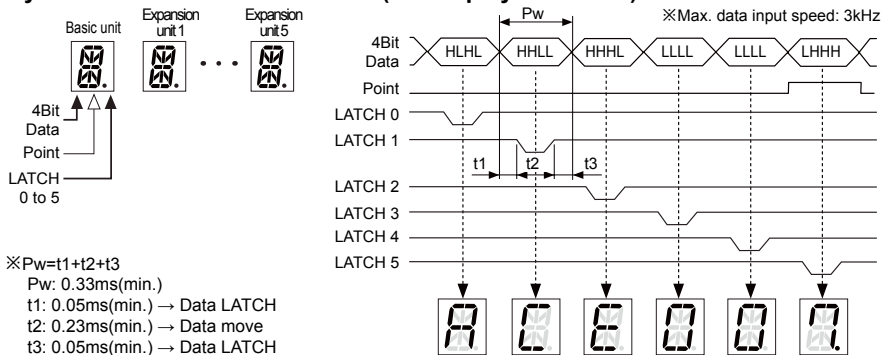 Basic unit
Expansion unit 1
Expansion unit 5
4Bit Data
Point
LATCH 0 to 5
※Pw=t1+t2+t3
Pw: 0.33ms(min.)
t1: 0.05ms(min.) → Data LATCH
t2: 0.23ms(min.) → Data move
t3: 0.05ms(min.) → Data LATCH
Pw
※Max. data input speed: 3kHz
4Bit Data
HLHL HHLL HHHL LLLL LLLL LHHH
Point
LATCH 0
LATCH 1
t1 t2 t3
LATCH 2
LATCH 3
LATCH 4
LATCH 5
A C E 0 0 7.